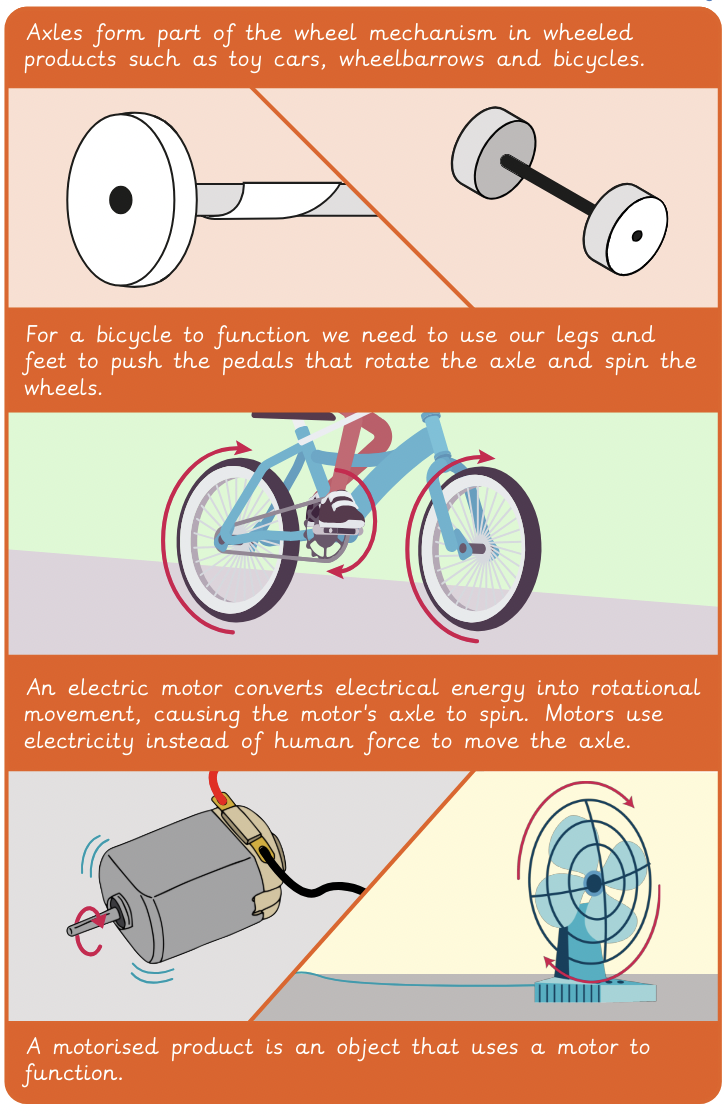 Axles form part of the wheel mechanism in wheeled
products such as toy cars, wheelbarrows and bicycles.
For a bicycle to function we need to use our legs and
feet to push the pedals that rotate the axle and spin the
wheels.
An electric motor converts electrical energy into rotational
movement, causing the motor's axle to spin. Motors use
electricity instead of human force to move the axle.
A motorised product is an object that uses a motor to
function.